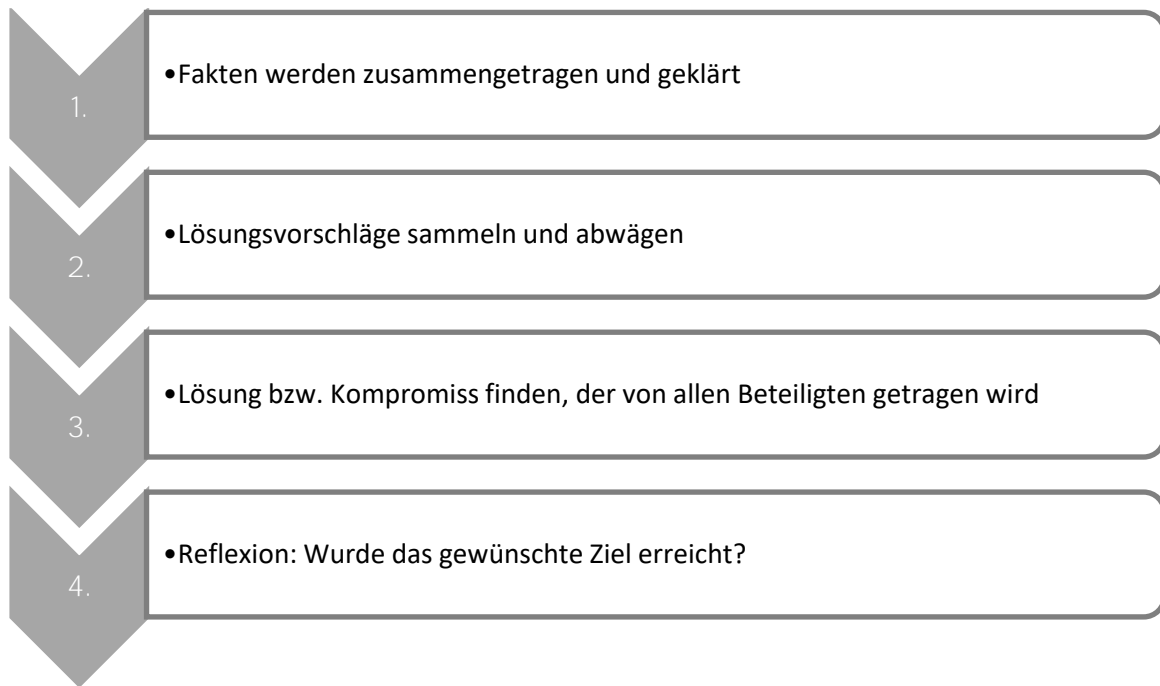 1.
•Fakten werden zusammengetragen und geklärt
2.
•Lösungsvorschläge sammeln und abwägen
3.
•Lösung bzw. Kompromiss finden, der von allen Beteiligten getragen wird
4.
•Reflexion: Wurde das gewünschte Ziel erreicht?